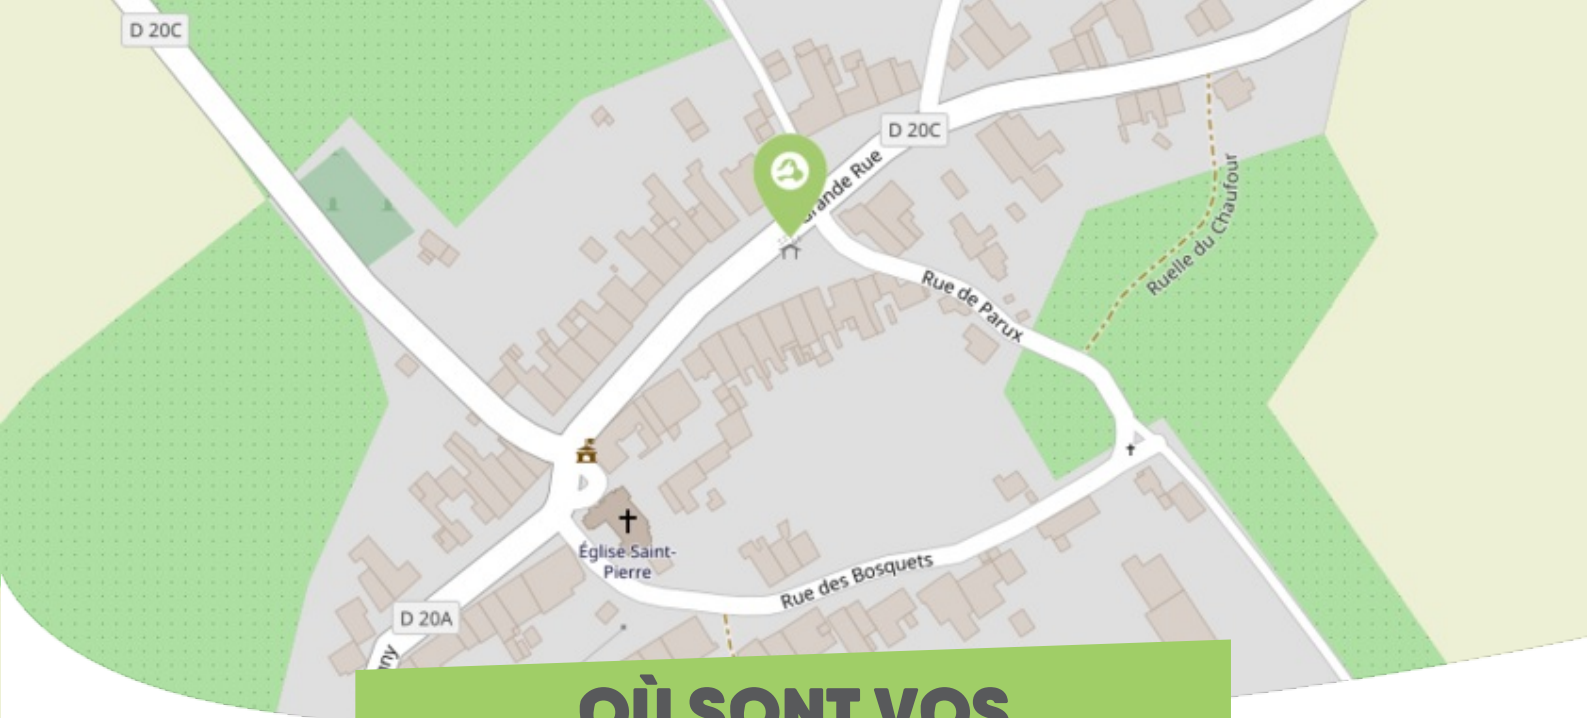 D 20C
D 20C
Grande Rue
Ruelle du Chaufour
Rue de Parux
Église Saint-
Pierre
Rue des Bosquets
D 20A
OÙ SONT VOS